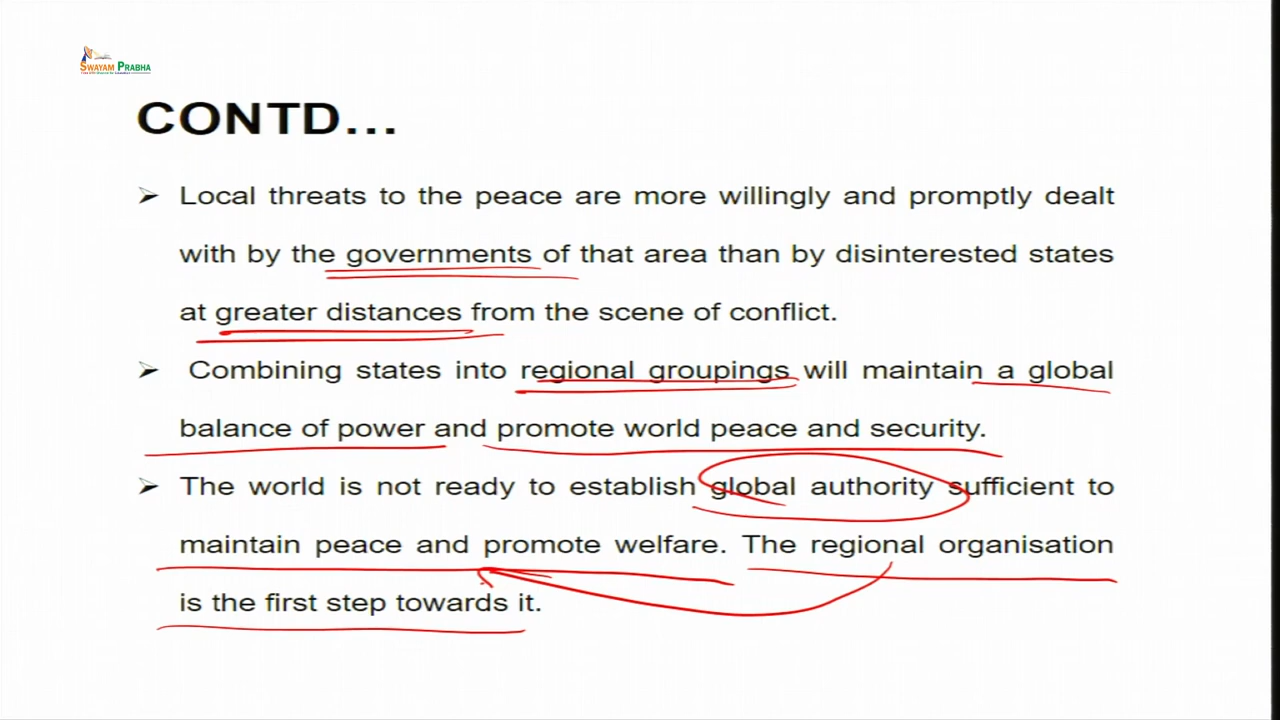 SWAYAM PRABHA
CONTD...
➢ Local threats to the peace are more willingly and promptly dealt
with by the governments of that area than by disinterested states
at greater distances from the scene of conflict.
➢ Combining states into regional groupings will maintain a global
balance of power and promote world peace and security.
➢ The world is not ready to establish global authority sufficient to
maintain peace and promote welfare. The regional organisation
is the first step towards it.